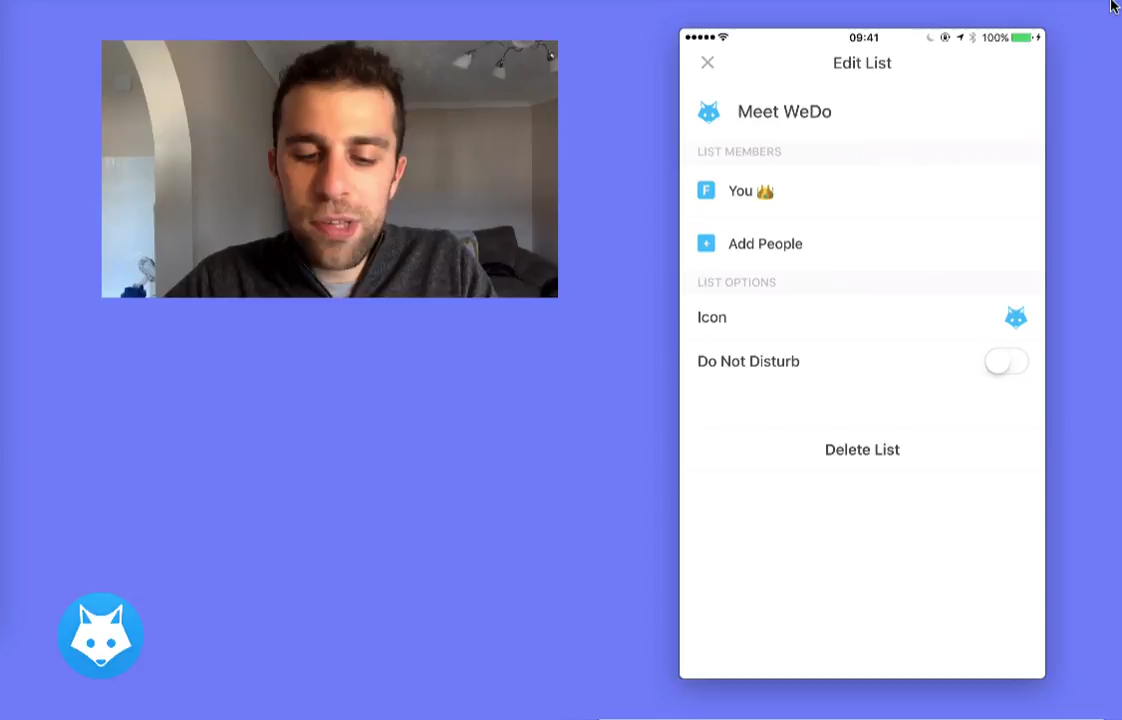 09:41
100%
Edit List
Meet WeDo
LIST MEMBERS
F
You
Add People
LIST OPTIONS
Icon
Do Not Disturb
Delete List